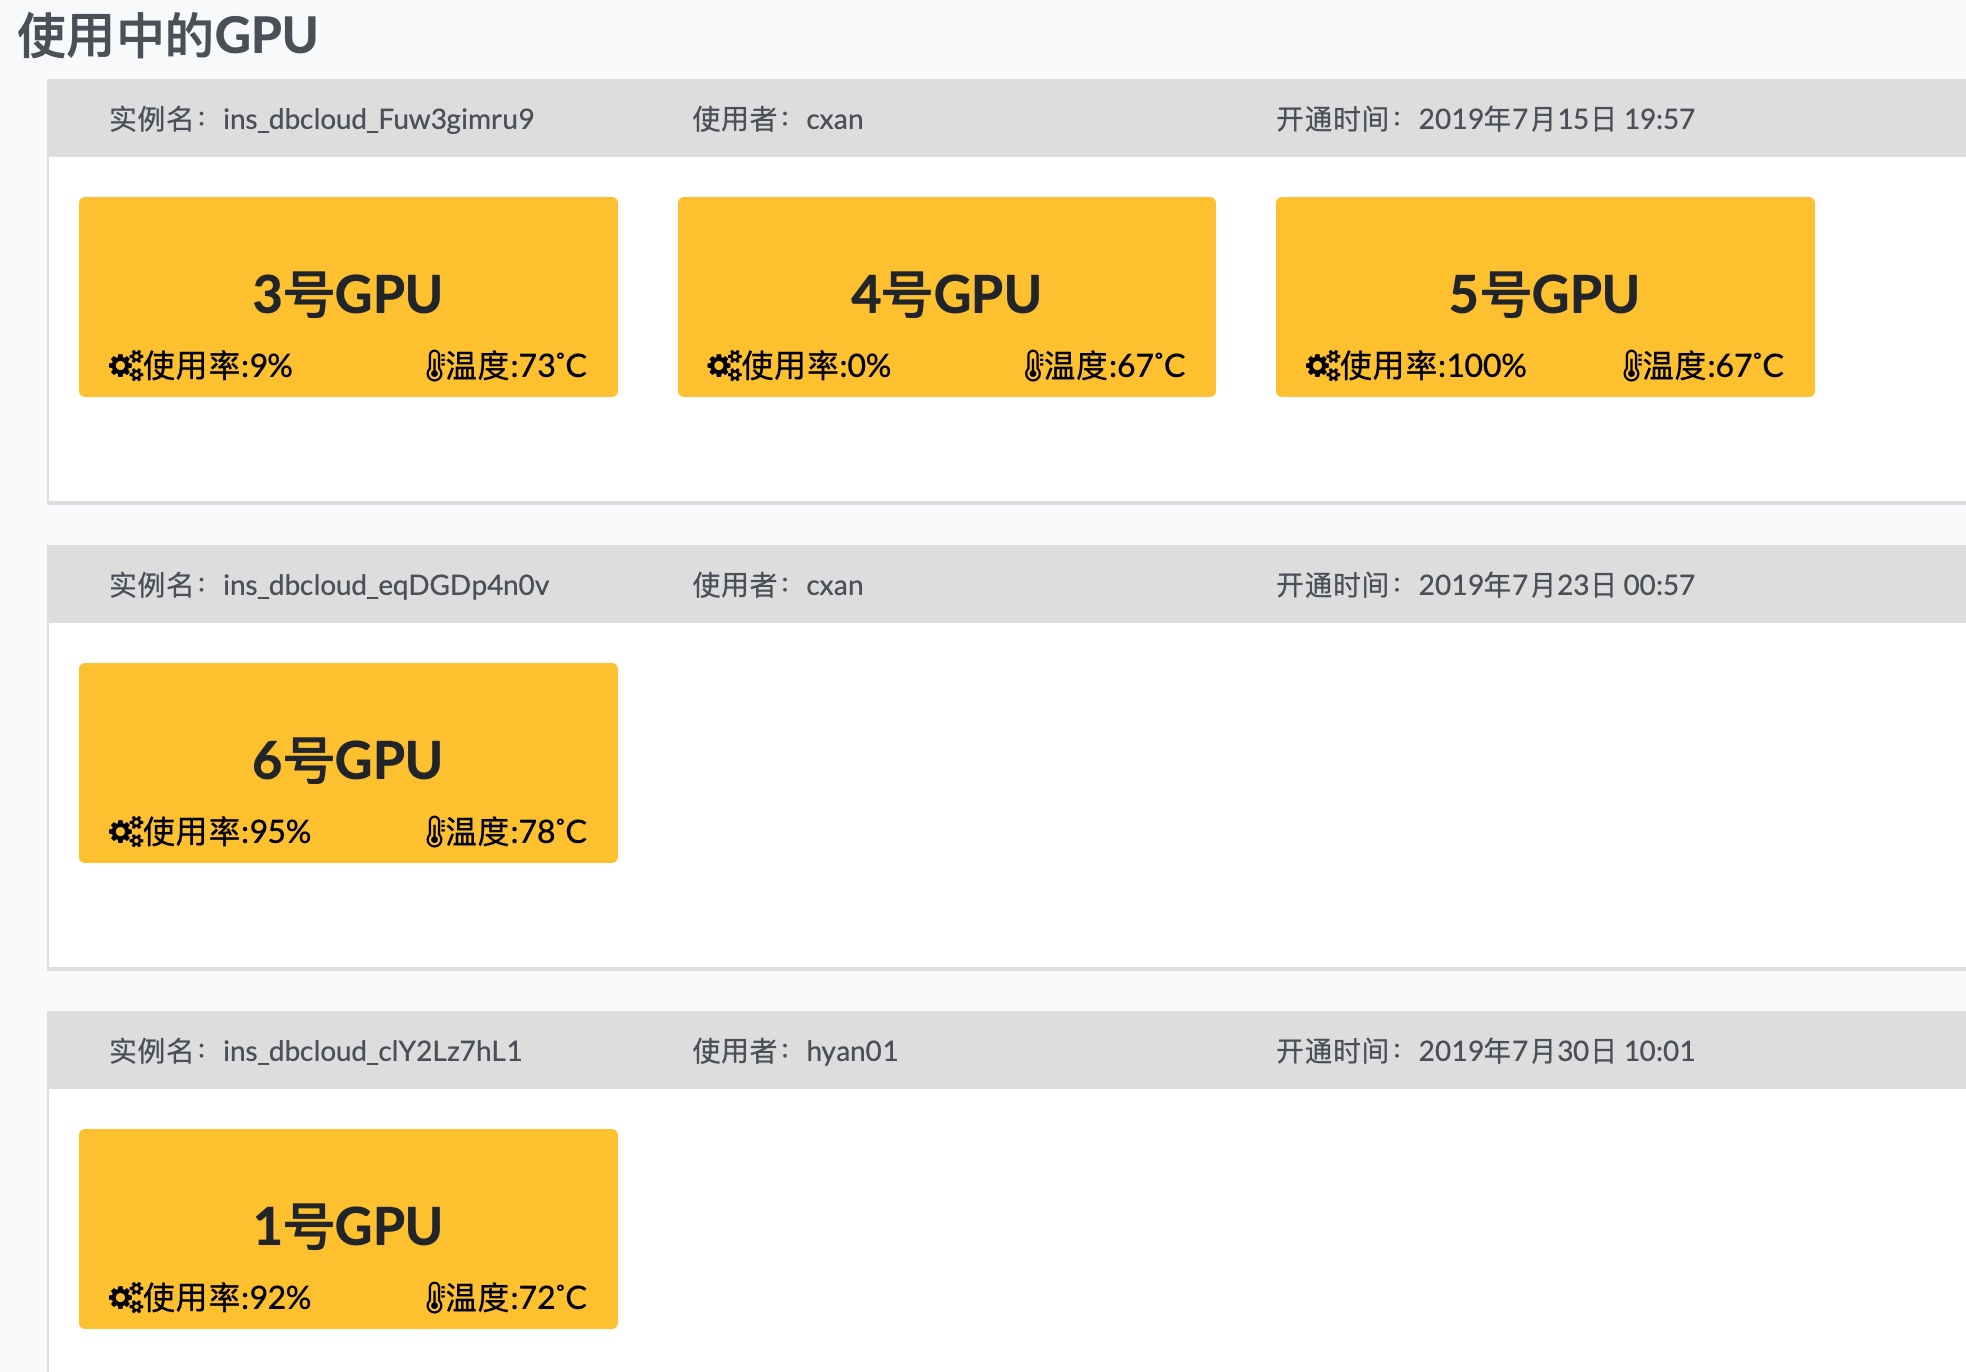 使用中的GPU
实例名：ins_dbcloud_Fuw3gimru9 使用者：cxan 开通时间：2019年7月15日 19:57
3号GPU 4号GPU 5号GPU
使用率:9% 温度:73°C 使用率:0% 温度:67°C 使用率:100% 温度:67°C
实例名：ins_dbcloud_eqDGDp4n0v 使用者：cxan 开通时间：2019年7月23日 00:57
6号GPU
使用率:95% 温度:78°C
实例名：ins_dbcloud_clY2Lz7hL1 使用者：hyan01 开通时间：2019年7月30日 10:01
1号GPU
使用率:92% 温度:72°C